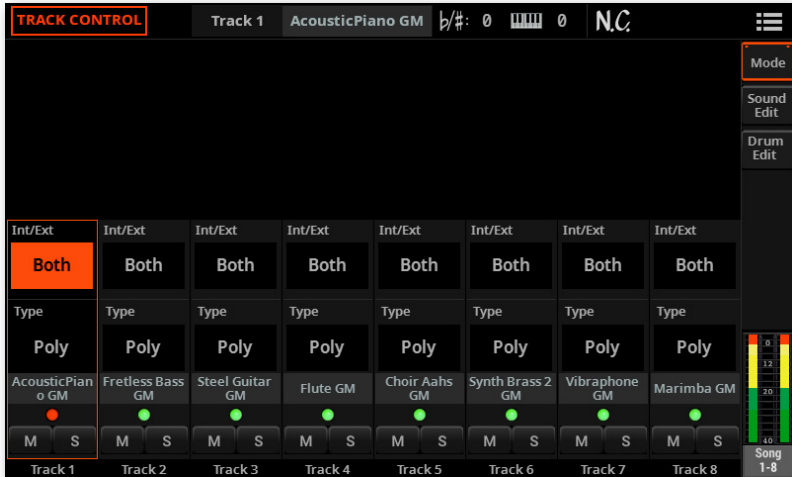 TRACK CONTROL Track 1 AcousticPiano GM ♭/#: 0 0 N.C.
Mode
Sound
Edit
Drum
Edit
Int/Ext Int/Ext Int/Ext Int/Ext Int/Ext Int/Ext Int/Ext Int/Ext
Both Both Both Both Both Both Both Both
Type Type Type Type Type Type Type Type
Poly Poly Poly Poly Poly Poly Poly Poly
AcousticPian Fretless Bass Steel Guitar Flute GM Choir Aahs Synth Brass 2 Vibraphone Marimba GM
o GM GM GM GM GM GM
0
12
20
40
M S M S M S M S M S M S M S M S
Track 1 Track 2 Track 3 Track 4 Track 5 Track 6 Track 7 Track 8
Song
1-8